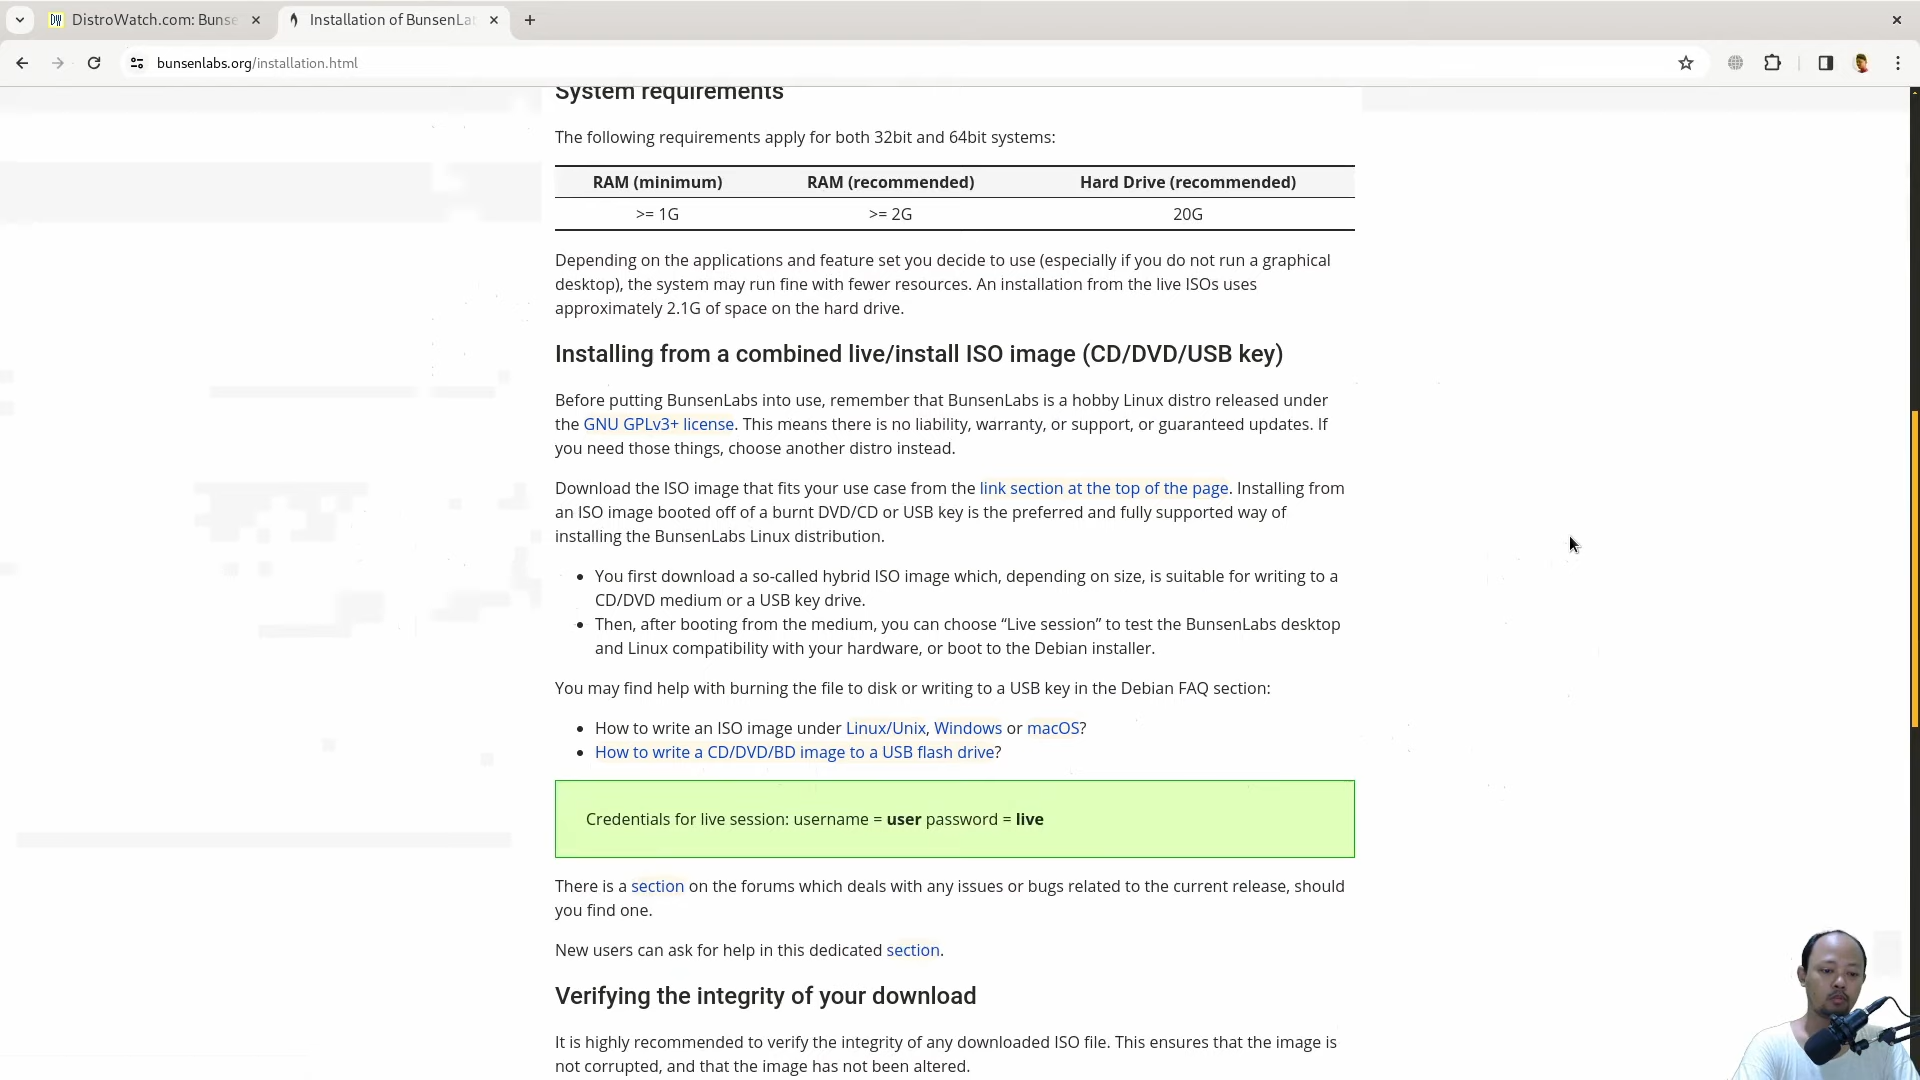 DistroWatch.com: Bunse
Installation of BunsenLa
bunsenlabs.org/installation.html
System requirements
The following requirements apply for both 32bit and 64bit systems:
RAM (minimum) RAM (recommended) Hard Drive (recommended)
>= 1G >= 2G 20G
Depending on the applications and feature set you decide to use (especially if you do not run a graphical
desktop), the system may run fine with fewer resources. An installation from the live ISOs uses
approximately 2.1G of space on the hard drive.
Installing from a combined live/install ISO image (CD/DVD/USB key)
Before putting BunsenLabs into use, remember that BunsenLabs is a hobby Linux distro released under
the GNU GPLv3+ license. This means there is no liability, warranty, or support, or guaranteed updates. If
you need those things, choose another distro instead.
Download the ISO image that fits your use case from the link section at the top of the page. Installing from
an ISO image booted off of a burnt DVD/CD or USB key is the preferred and fully supported way of
installing the BunsenLabs Linux distribution.
• You first download a so-called hybrid ISO image which, depending on size, is suitable for writing to a
CD/DVD medium or a USB key drive.
• Then, after booting from the medium, you can choose “Live session” to test the BunsenLabs desktop
and Linux compatibility with your hardware, or boot to the Debian installer.
You may find help with burning the file to disk or writing to a USB key in the Debian FAQ section:
• How to write an ISO image under Linux/Unix, Windows or macOS?
• How to write a CD/DVD/BD image to a USB flash drive?
Credentials for live session: username = user password = live
There is a section on the forums which deals with any issues or bugs related to the current release, should
you find one.
New users can ask for help in this dedicated section.
Verifying the integrity of your download
It is highly recommended to verify the integrity of any downloaded ISO file. This ensures that the image is
not corrupted, and that the image has not been altered.